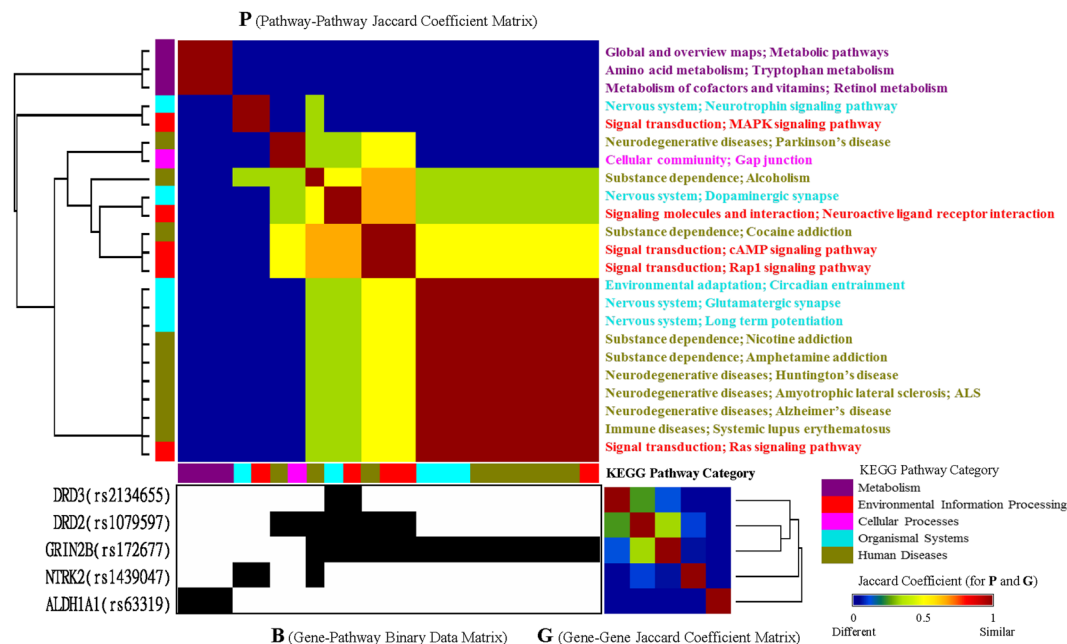 P (Pathway-Pathway Jaccard Coefficient Matrix)
Global and overview maps; Metabolic pathways
Amino acid metabolism; Tryptophan metabolism
Metabolism of cofactors and vitamins; Retinol metabolism
Nervous system; Neurotrophin signaling pathway
Signal transduction; MAPK signaling pathway
Neurodegenerative diseases; Parkinson's disease
Cellular commiunity; Gap junction
Substance dependence; Alcoholism
Nervous system; Dopaminergic synapse
Signaling molecules and interaction; Neuroactive ligand receptor interaction
Substance dependence; Cocaine addiction
Signal transduction; cAMP signaling pathway
Signal transduction; Rap1 signaling pathway
Environmental adaptation; Circadian entrainment
Nervous system; Glutamatergic synapse
Nervous system; Long term potentiation
Substance dependence; Nicotine addiction
Substance dependence; Amphetamine addiction
Neurodegenerative diseases; Huntington's disease
Neurodegenerative diseases; Amyotrophic lateral sclerosis; ALS
Neurodegenerative diseases; Alzheimer's disease
Immune diseases; Systemic lupus erythematosus
Signal transduction; Ras signaling pathway
KEGG Pathway Category
KEGG Pathway Category
Metabolism
Environmental Information Processing
Cellular Processes
Organismal Systems
Human Diseases
DRD3(rs2134655)
DRD2(rs1079597)
GRIN2B(rs172677)
NTRK2(rs1439047)
ALDH1A1(rs63319)
Jaccard Coefficient (for P and G)
0 0.5 1
Different Similar
B (Gene-Pathway Binary Data Matrix)
G (Gene-Gene Jaccard Coefficient Matrix)